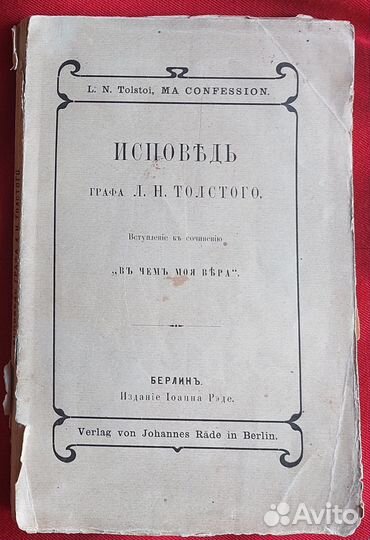 L. N. Tolstoi, MA CONFESSION.
ИСПОВѢДЬ
ГРАФА Л. Н. ТОЛСТОГО.
Вступленіе къ сочиненію
„ВЪ ЧЕМЪ МОЯ ВѢРА“.
БЕРЛИНЪ.
Изданіе Іоанна Рэде.
Verlag von Johannes Räde in Berlin.
Avito